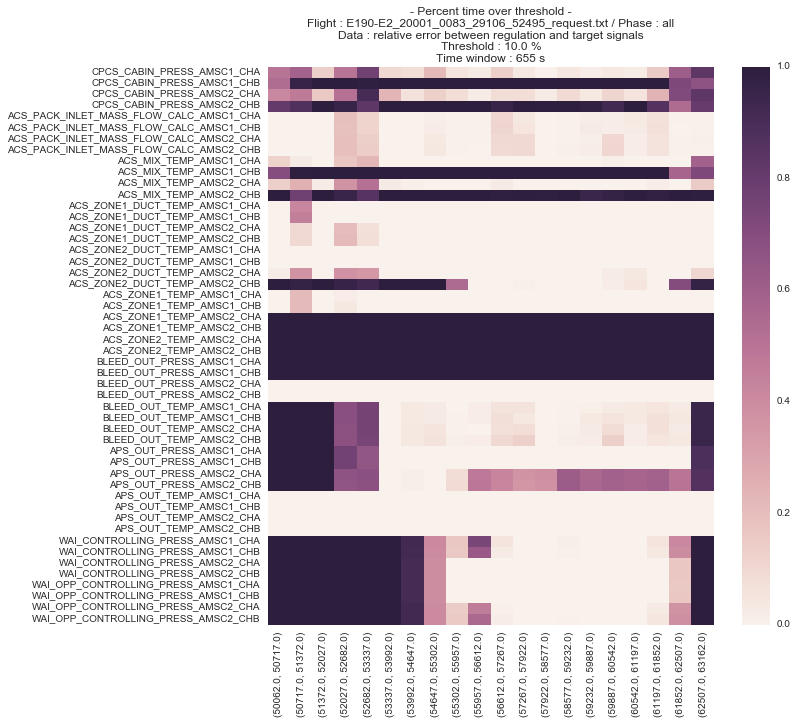 - Percent time over threshold -
Flight : E190-E2_20001_0083_29106_52495_request.txt / Phase : all
Data : relative error between regulation and target signals
Threshold : 10.0 %
Time window : 655 s
CPCS_CABIN_PRESS_AMSC1_CHA
CPCS_CABIN_PRESS_AMSC1_CHB
CPCS_CABIN_PRESS_AMSC2_CHA
CPCS_CABIN_PRESS_AMSC2_CHB
ACS_PACK_INLET_MASS_FLOW_CALC_AMSC1_CHA
ACS_PACK_INLET_MASS_FLOW_CALC_AMSC1_CHB
ACS_PACK_INLET_MASS_FLOW_CALC_AMSC2_CHA
ACS_PACK_INLET_MASS_FLOW_CALC_AMSC2_CHB
ACS_MIX_TEMP_AMSC1_CHA
ACS_MIX_TEMP_AMSC1_CHB
ACS_MIX_TEMP_AMSC2_CHA
ACS_MIX_TEMP_AMSC2_CHB
ACS_ZONE1_DUCT_TEMP_AMSC1_CHA
ACS_ZONE1_DUCT_TEMP_AMSC1_CHB
ACS_ZONE1_DUCT_TEMP_AMSC2_CHA
ACS_ZONE1_DUCT_TEMP_AMSC2_CHB
ACS_ZONE2_DUCT_TEMP_AMSC1_CHA
ACS_ZONE2_DUCT_TEMP_AMSC1_CHB
ACS_ZONE2_DUCT_TEMP_AMSC2_CHA
ACS_ZONE2_DUCT_TEMP_AMSC2_CHB
ACS_ZONE1_TEMP_AMSC1_CHA
ACS_ZONE1_TEMP_AMSC1_CHB
ACS_ZONE1_TEMP_AMSC2_CHA
ACS_ZONE1_TEMP_AMSC2_CHB
ACS_ZONE2_TEMP_AMSC2_CHA
ACS_ZONE2_TEMP_AMSC2_CHB
BLEED_OUT_PRESS_AMSC1_CHA
BLEED_OUT_PRESS_AMSC1_CHB
BLEED_OUT_PRESS_AMSC2_CHA
BLEED_OUT_PRESS_AMSC2_CHB
BLEED_OUT_TEMP_AMSC1_CHA
BLEED_OUT_TEMP_AMSC1_CHB
BLEED_OUT_TEMP_AMSC2_CHA
BLEED_OUT_TEMP_AMSC2_CHB
APS_OUT_PRESS_AMSC1_CHA
APS_OUT_PRESS_AMSC1_CHB
APS_OUT_PRESS_AMSC2_CHA
APS_OUT_PRESS_AMSC2_CHB
APS_OUT_TEMP_AMSC1_CHA
APS_OUT_TEMP_AMSC1_CHB
APS_OUT_TEMP_AMSC2_CHA
APS_OUT_TEMP_AMSC2_CHB
WAI_CONTROLLING_PRESS_AMSC1_CHA
WAI_CONTROLLING_PRESS_AMSC1_CHB
WAI_CONTROLLING_PRESS_AMSC2_CHA
WAI_CONTROLLING_PRESS_AMSC2_CHB
WAI_OPP_CONTROLLING_PRESS_AMSC1_CHA
WAI_OPP_CONTROLLING_PRESS_AMSC1_CHB
WAI_OPP_CONTROLLING_PRESS_AMSC2_CHA
WAI_OPP_CONTROLLING_PRESS_AMSC2_CHB
(50062.0, 50717.0)
(50717.0, 51372.0)
(51372.0, 52027.0)
(52027.0, 52682.0)
(52682.0, 53337.0)
(53337.0, 53992.0)
(53992.0, 54647.0)
(54647.0, 55302.0)
(55302.0, 55957.0)
(55957.0, 56612.0)
(56612.0, 57267.0)
(57267.0, 57922.0)
(57922.0, 58577.0)
(58577.0, 59232.0)
(59232.0, 59887.0)
(59887.0, 60542.0)
(60542.0, 61197.0)
(61197.0, 61852.0)
(61852.0, 62507.0)
(62507.0, 63162.0)
1.0
0.8
0.6
0.4
0.2
0.0